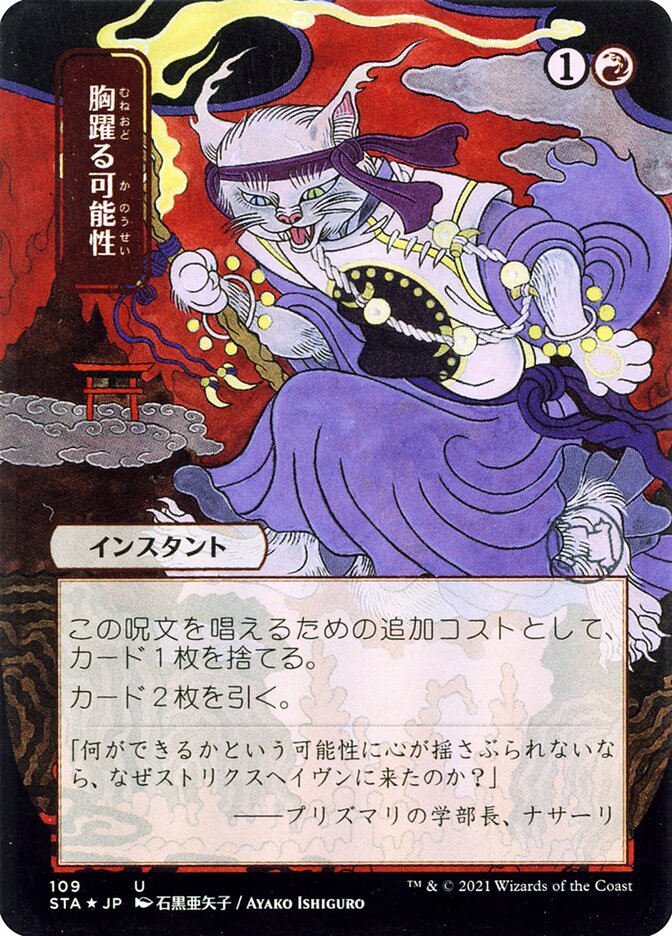 胸躍る可能性
むねおど かのうせい
1
インスタント
この呪文を唱えるための追加コストとして、
カード1枚を捨てる。
カード2枚を引く。
「何ができるかという可能性に心が揺さぶられないな
ら、なぜストリクスヘイヴンに来たのか？」
——プリズマリの学部長、ナサーリ
109 U
STA★JP 石黒亜矢子 / AYAKO ISHIGURO
™ & © 2021 Wizards of the Coast